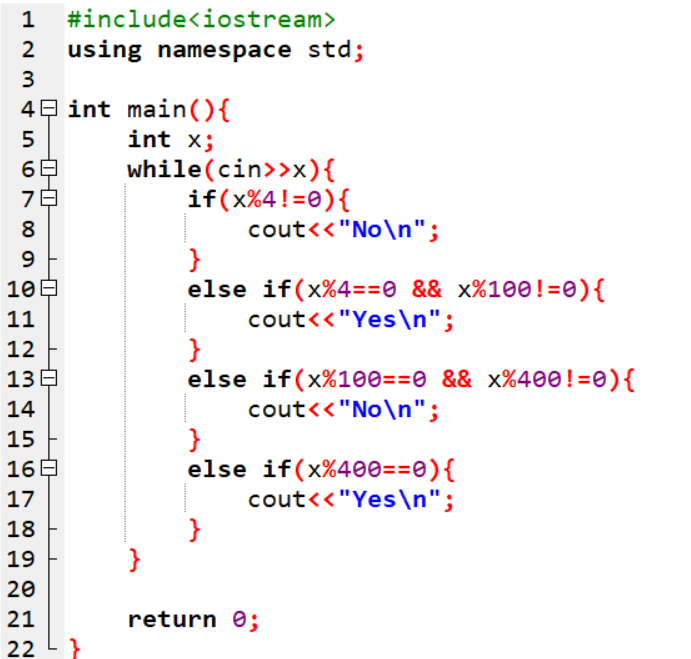 1 #include<iostream>
2 using namespace std;
3
4 int main(){
5     int x;
6     while(cin>>x){
7         if(x%4!=0){
8             cout<<"No\n";
9         }
10         else if(x%4==0 && x%100!=0){
11             cout<<"Yes\n";
12         }
13         else if(x%100==0 && x%400!=0){
14             cout<<"No\n";
15         }
16         else if(x%400==0){
17             cout<<"Yes\n";
18         }
19     }
20
21     return 0;
22 }